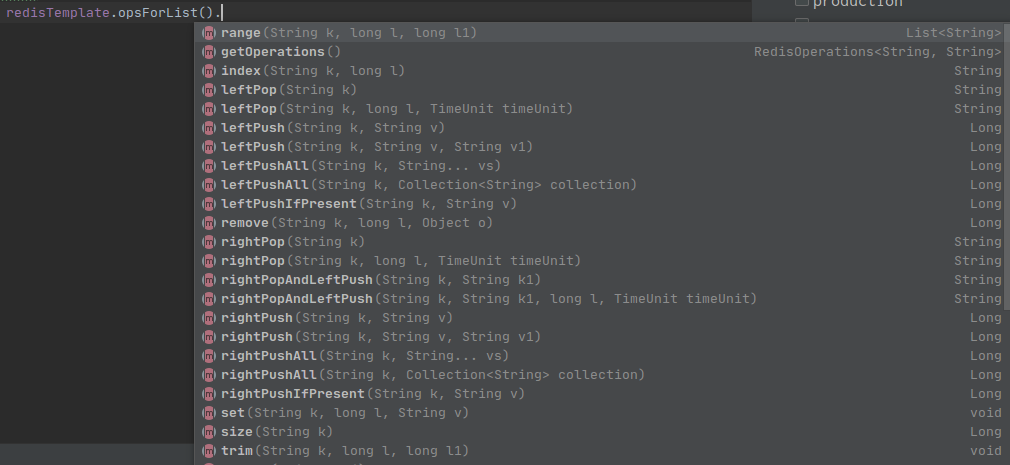 redisTemplate.opsForList().
production
range(String k, long l, long l1) List<String>
getOperations() RedisOperations<String, String>
index(String k, long l) String
leftPop(String k) String
leftPop(String k, long l, TimeUnit timeUnit) String
leftPush(String k, String v) Long
leftPush(String k, String v, String v1) Long
leftPushAll(String k, String... vs) Long
leftPushAll(String k, Collection<String> collection) Long
leftPushIfPresent(String k, String v) Long
remove(String k, long l, Object o) Long
rightPop(String k) String
rightPop(String k, long l, TimeUnit timeUnit) String
rightPopAndLeftPush(String k, String k1) String
rightPopAndLeftPush(String k, String k1, long l, TimeUnit timeUnit) String
rightPush(String k, String v) Long
rightPush(String k, String v, String v1) Long
rightPushAll(String k, String... vs) Long
rightPushAll(String k, Collection<String> collection) Long
rightPushIfPresent(String k, String v) Long
set(String k, long l, String v) void
size(String k) Long
trim(String k, long l, long l1) void